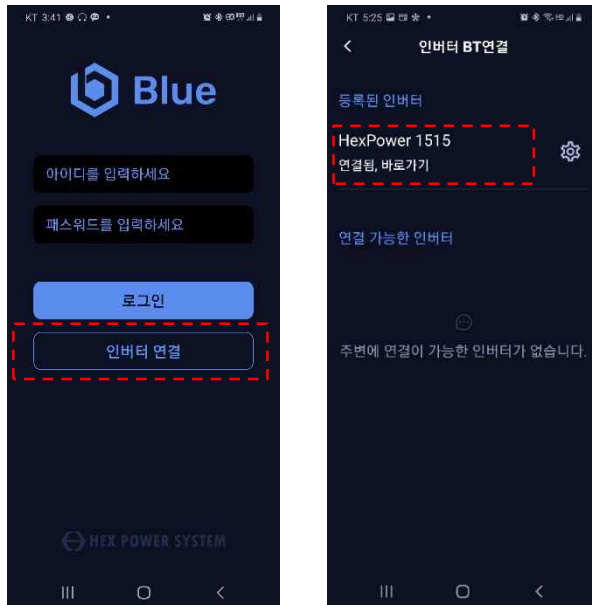 KT 3:41
Blue
아이디를 입력하세요
패스워드를 입력하세요
로그인
인버터 연결
HEX POWER SYSTEM
KT 5:25
인버터 BT연결
등록된 인버터
HexPower 1515
연결됨, 바로가기
연결 가능한 인버터
주변에 연결이 가능한 인버터가 없습니다.